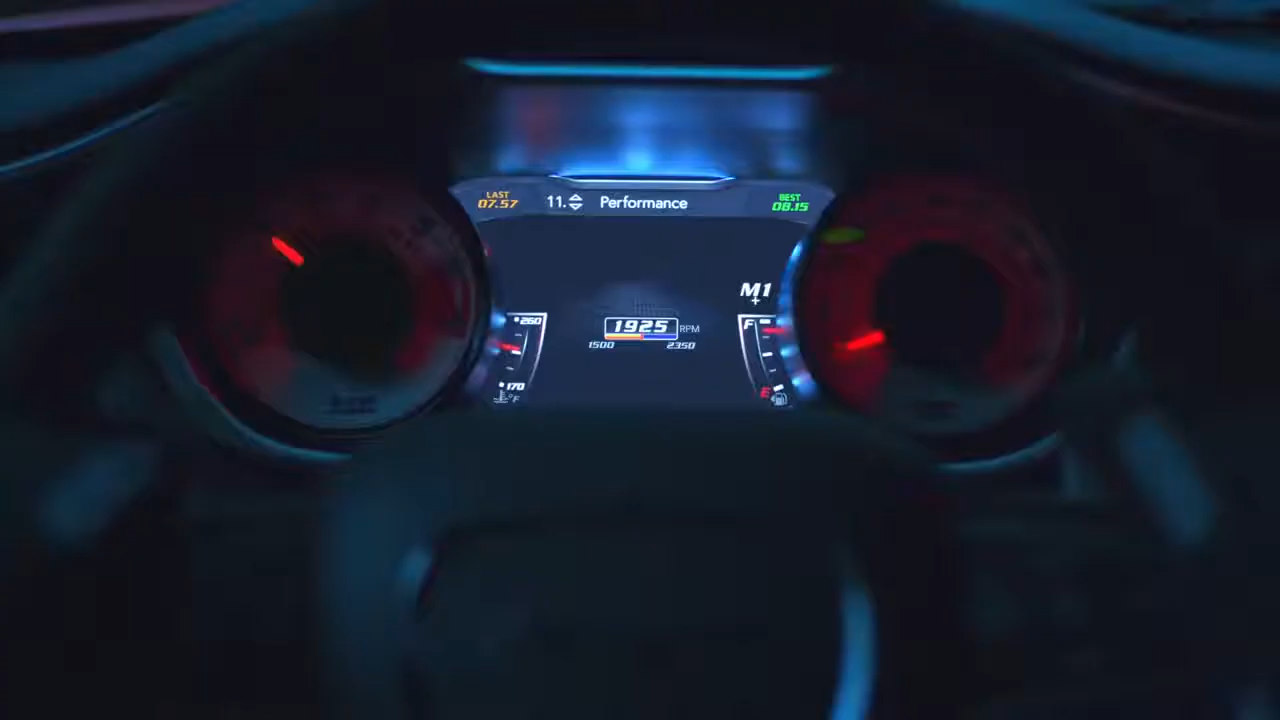 LAST
07.57
11. Performance
BEST
08.15
M1
+
260
F
1925 RPM
1500 2350
170
°F
E